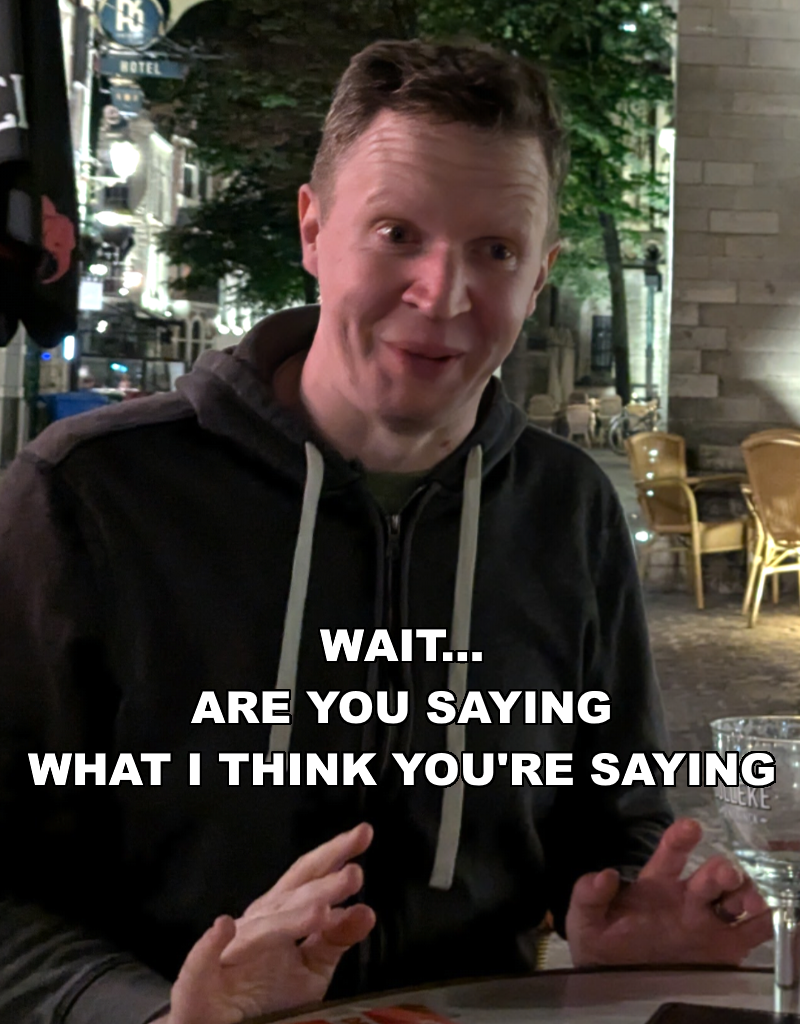 HOTEL
WAIT...
ARE YOU SAYING
WHAT I THINK YOU'RE SAYING